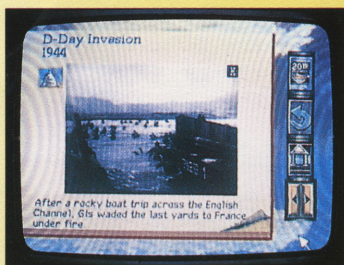 D-Day Invasion
1944
After a rocky boat trip across the English
Channel, GIs waded the last yards to France
under fire